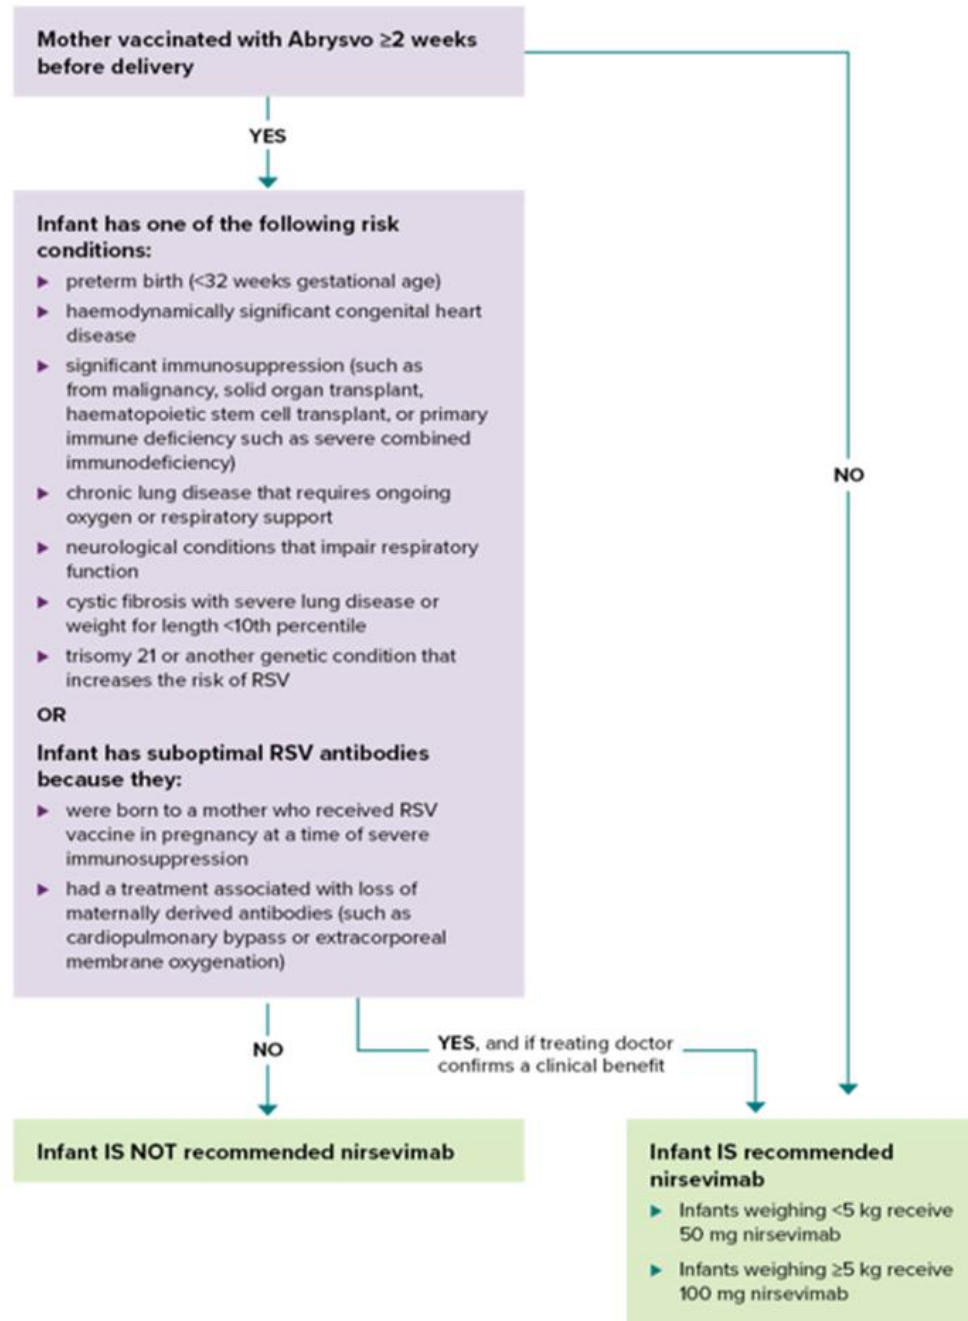 Mother vaccinated with Abrysvo ≥2 weeks
before delivery
YES
Infant has one of the following risk
conditions:
▶ preterm birth (<32 weeks gestational age)
▶ haemodynamically significant congenital heart
disease
▶ significant immunosuppression (such as
from malignancy, solid organ transplant,
haematopoietic stem cell transplant, or primary
immune deficiency such as severe combined
immunodeficiency)
▶ chronic lung disease that requires ongoing
oxygen or respiratory support
▶ neurological conditions that impair respiratory
function
▶ cystic fibrosis with severe lung disease or
weight for length <10th percentile
▶ trisomy 21 or another genetic condition that
increases the risk of RSV
OR
Infant has suboptimal RSV antibodies
because they:
▶ were born to a mother who received RSV
vaccine in pregnancy at a time of severe
immunosuppression
▶ had a treatment associated with loss of
maternally derived antibodies (such as
cardiopulmonary bypass or extracorporeal
membrane oxygenation)
NO
NO
YES, and if treating doctor
confirms a clinical benefit
Infant IS NOT recommended nirsevimab
Infant IS recommended
nirsevimab
▶ Infants weighing <5 kg receive
50 mg nirsevimab
▶ Infants weighing ≥5 kg receive
100 mg nirsevimab